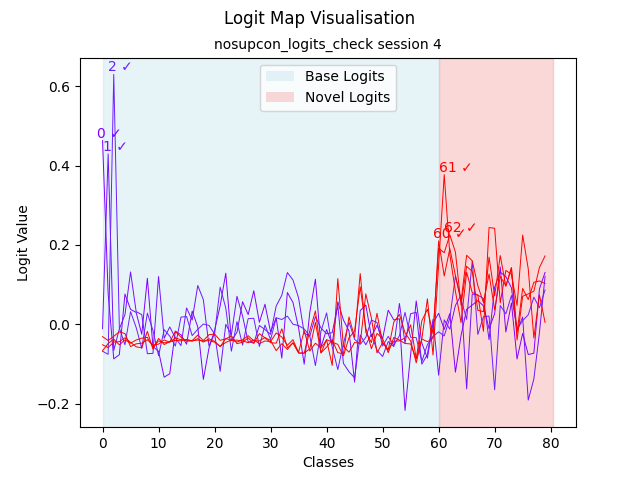 Logit Map Visualisation
nosupcon_logits_check session 4
Base Logits
Novel Logits
2 ✓
0 ✓
1 ✓
61 ✓
62 ✓
60 ✓
0.6
0.4
0.2
0.0
−0.2
Logit Value
0 10 20 30 40 50 60 70 80
Classes